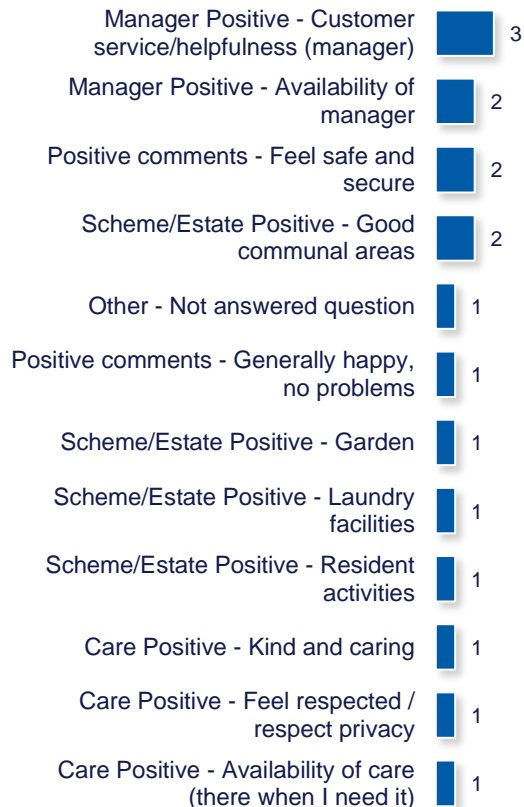 Manager Positive - Customer
service/helpfulness (manager)
3
Manager Positive - Availability of
manager
2
Positive comments - Feel safe and
secure
2
Scheme/Estate Positive - Good
communal areas
2
Other - Not answered question
1
Positive comments - Generally happy,
no problems
1
Scheme/Estate Positive - Garden
1
Scheme/Estate Positive - Laundry
facilities
1
Scheme/Estate Positive - Resident
activities
1
Care Positive - Kind and caring
1
Care Positive - Feel respected /
respect privacy
1
Care Positive - Availability of care
(there when I need it)
1